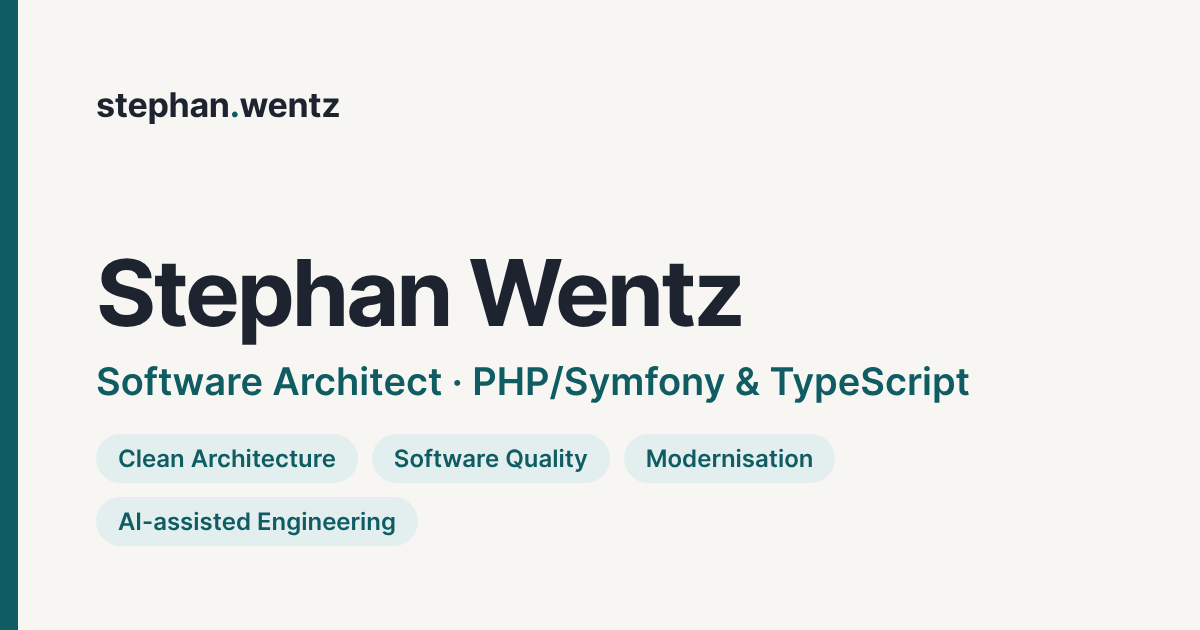 stephan.wentz
Stephan Wentz
Software Architect · PHP/Symfony & TypeScript
Clean Architecture Software Quality Modernisation
AI-assisted Engineering